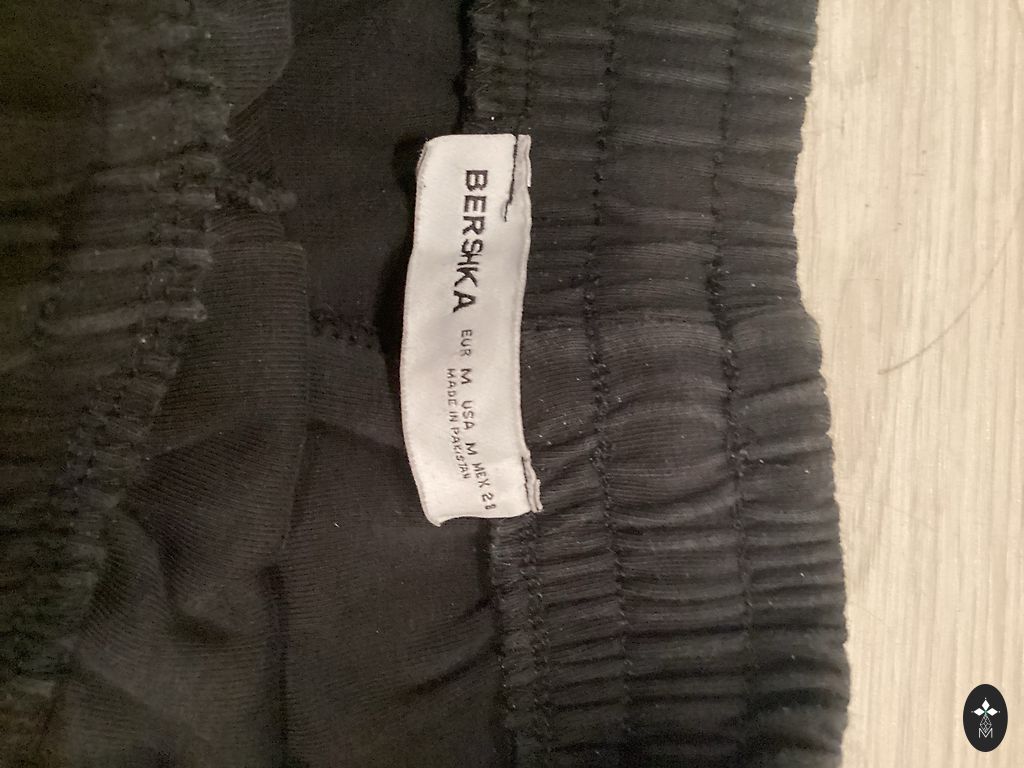 BERSHKA
EUR M USA M MEX 28
MADE IN PAKISTAN
M